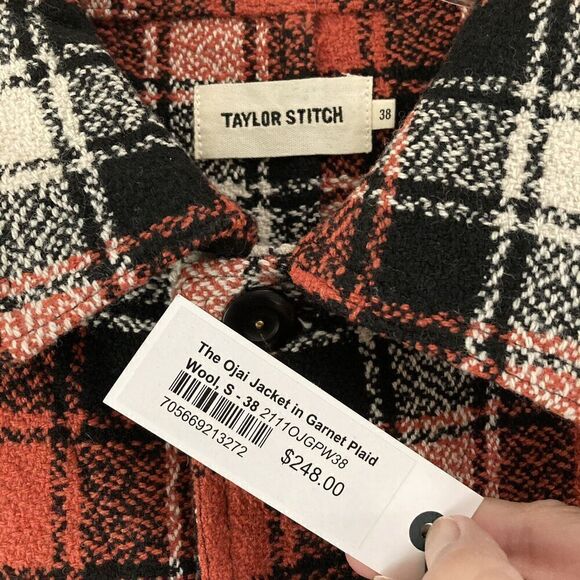 TAYLOR STITCH
38
The Ojai Jacket in Garnet Plaid
Wool, S - 38 2111OJGPW38
705669213272
$248.00